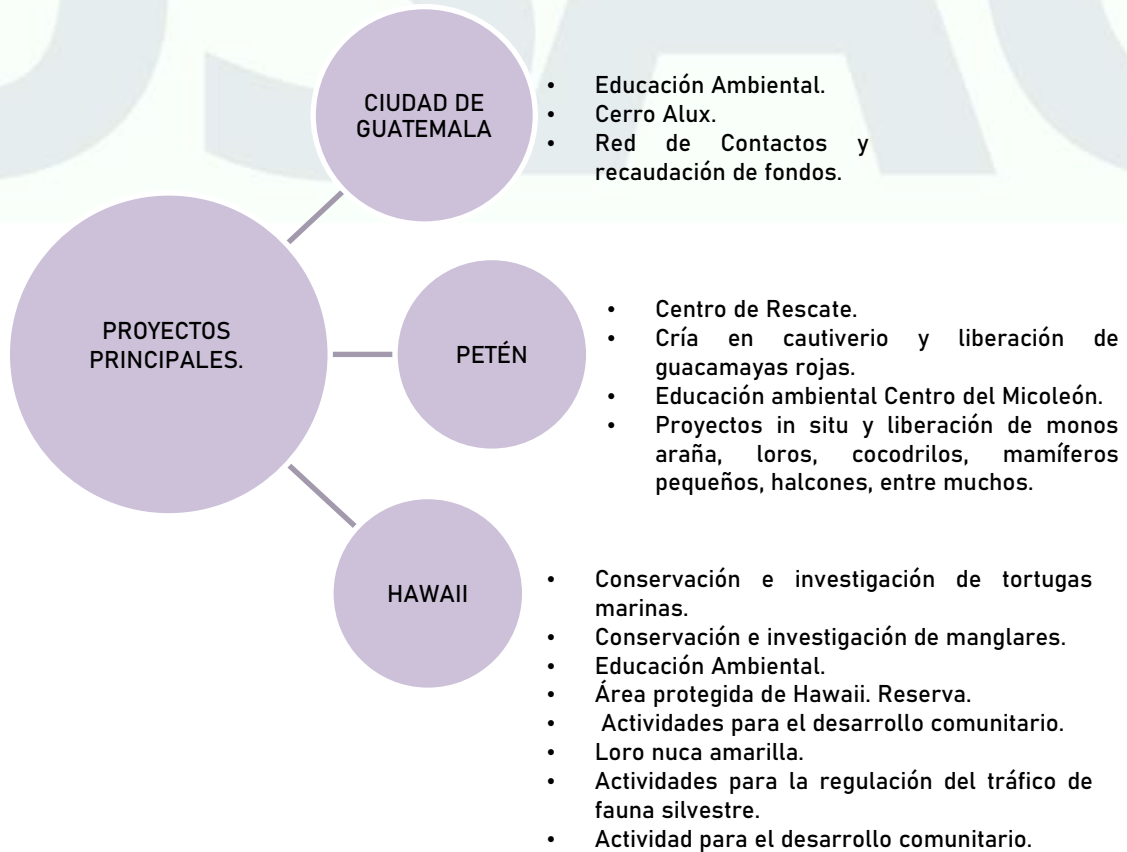 CIUDAD DE
GUATEMALA
• Educación Ambiental.
• Cerro Alux.
• Red de Contactos y
recaudación de fondos.
PROYECTOS
PRINCIPALES.
PETÉN
• Centro de Rescate.
• Cría en cautiverio y liberación de
guacamayas rojas.
• Educación ambiental Centro del Micoleón.
• Proyectos in situ y liberación de monos
araña, loros, cocodrilos, mamíferos
pequeños, halcones, entre muchos.
HAWAII
• Conservación e investigación de tortugas
marinas.
• Conservación e investigación de manglares.
• Educación Ambiental.
• Área protegida de Hawaii. Reserva.
• Actividades para el desarrollo comunitario.
• Loro nuca amarilla.
• Actividades para la regulación del tráfico de
fauna silvestre.
• Actividad para el desarrollo comunitario.